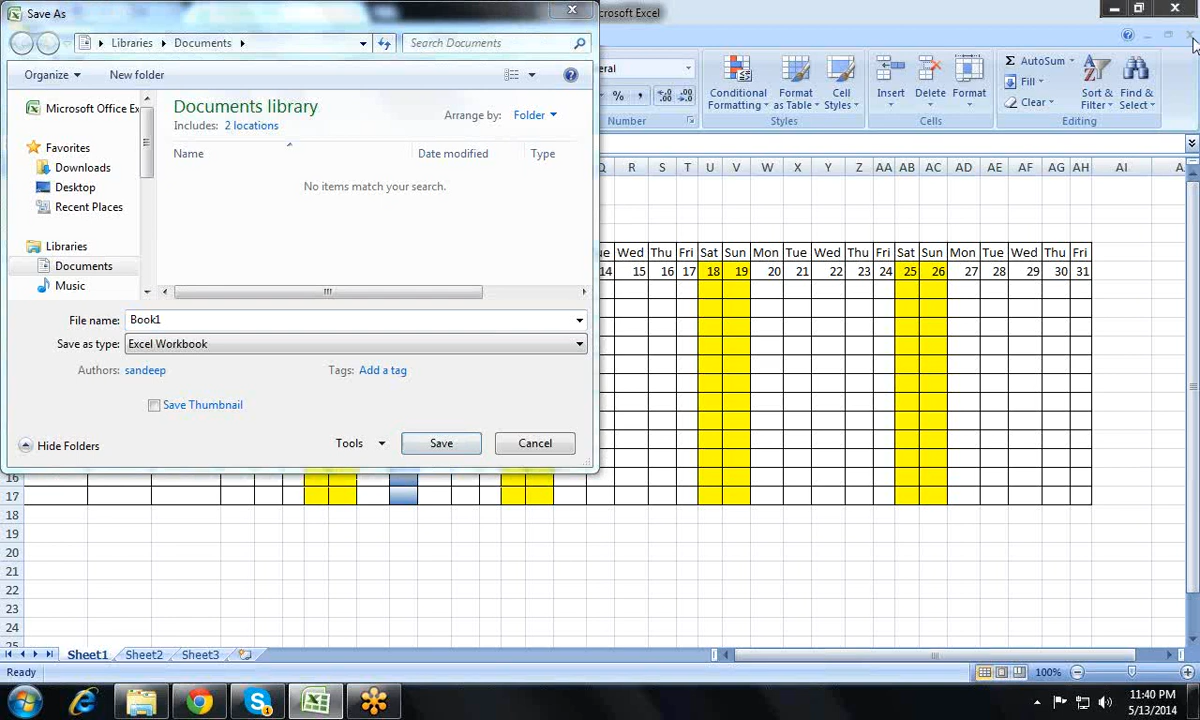 Save As
crosoft Excel
Libraries
Documents
Search Documents
Organize
New folder
Microsoft Office Ex
Favorites
Downloads
Desktop
Recent Places
Libraries
Documents
Music
Documents library
Includes: 2 locations
Arrange by: Folder
Name Date modified Type
No items match your search.
File name: Book1
Save as type: Excel Workbook
Authors: sandeep
Tags: Add a tag
Save Thumbnail
Hide Folders
Tools
Save
Cancel
eral
% ,
Number
Conditional
Formatting
Format
as Table
Cell
Styles
Styles
Insert
Delete
Format
Cells
AutoSum
Fill
Clear
Sort &
Filter
Find &
Select
Editing
Q R S T U V W X Y Z AA AB AC AD AE AF AG AH AI
ue Wed Thu Fri Sat Sun Mon Tue Wed Thu Fri Sat Sun Mon Tue Wed Thu Fri
14 15 16 17 18 19 20 21 22 23 24 25 26 27 28 29 30 31
16
17
18
19
20
21
22
23
24
25
Sheet1 Sheet2 Sheet3
Ready
100%
11:40 PM
5/13/2014